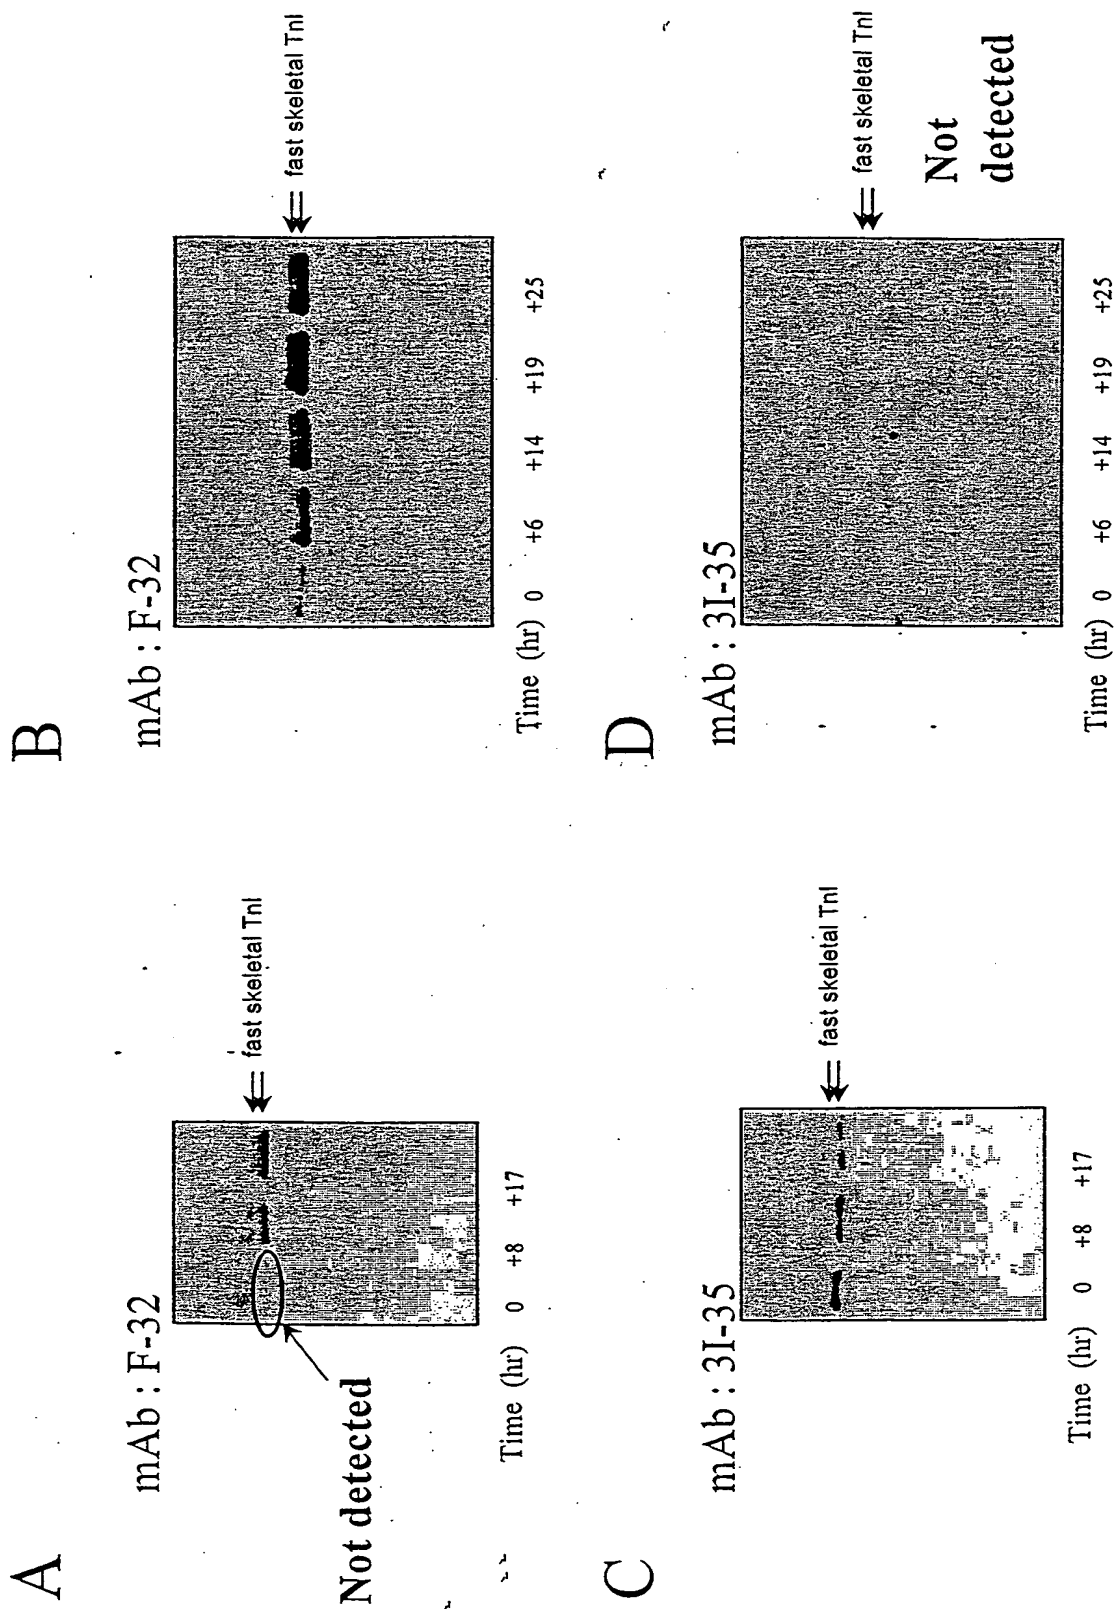 A
mAb : F-32
fast skeletal TnI
Not detected
Time (hr) 0 +8 +17
B
mAb : F-32
fast skeletal TnI
Time (hr) 0 +6 +14 +19 +25
C
mAb : 3I-35
fast skeletal TnI
Time (hr) 0 +8 +17
D
mAb : 3I-35
fast skeletal TnI
Not
detected
Time (hr) 0 +6 +14 +19 +25